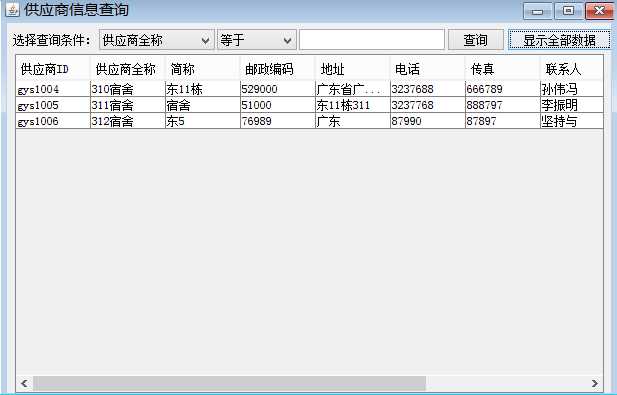 供应商信息查询
选择查询条件: 供应商全称 等于 查询 显示全部数据
供应商ID 供应商全称 简称 邮政编码 地址 电话 传真 联系人
gys1004 310宿舍 东11栋 529000 广东省广... 3237688 666789 孙伟冯
gys1005 311宿舍 宿舍 51000 东11栋311 3237768 888797 李振明
gys1006 312宿舍 东5 76989 广东 87990 87897 坚持与